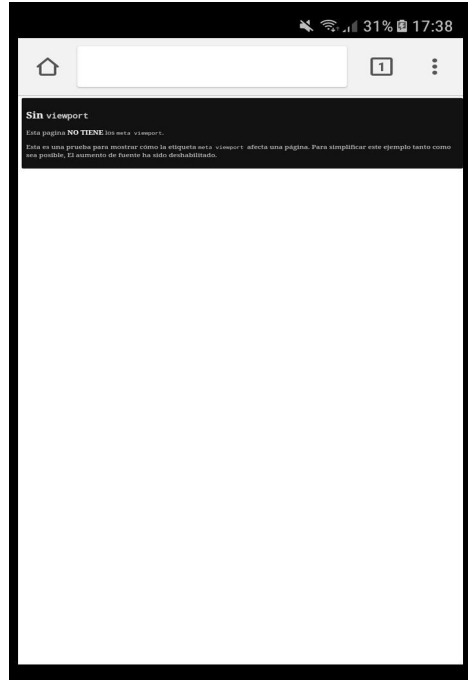 31% 17:38
1
Sin viewport
Esta pagina NO TIENE los meta viewport.
Esta es una prueba para mostrar cómo la etiqueta meta viewport afecta una página. Para simplificar este ejemplo tanto como
sea posible, El aumento de fuente ha sido deshabilitado.